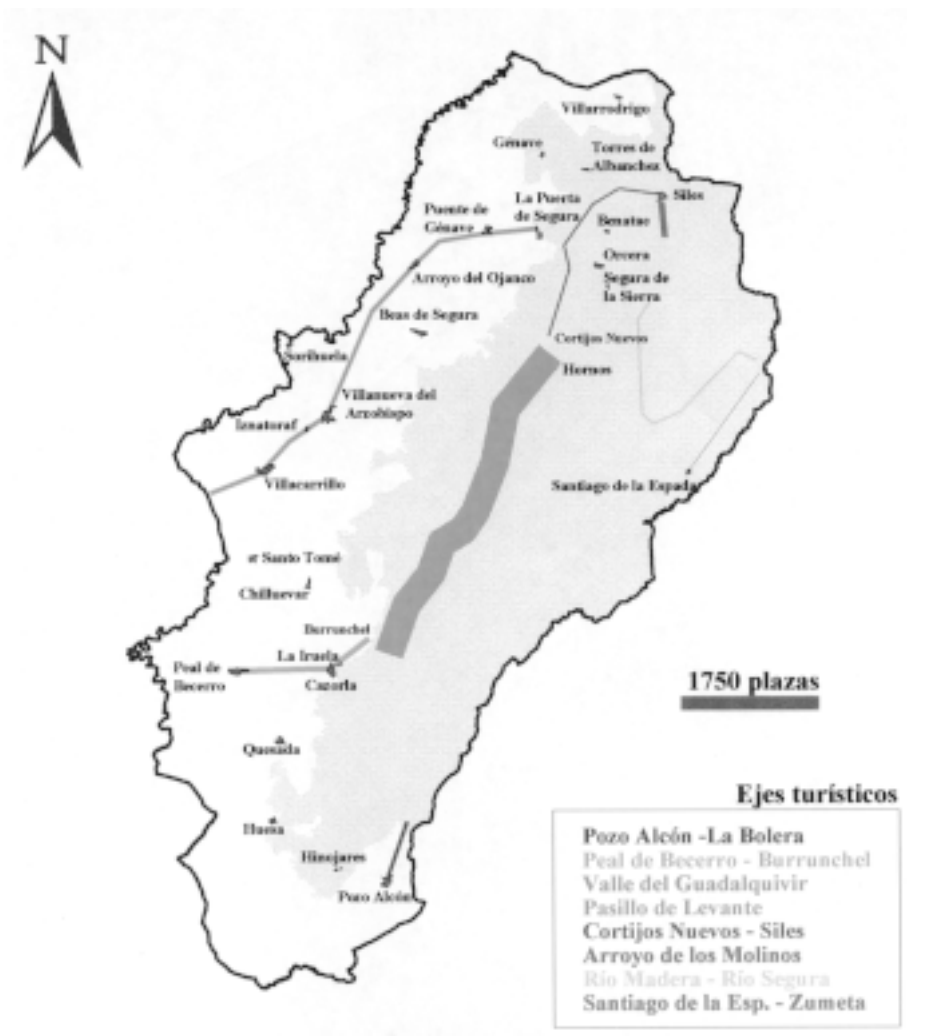 N
Villarrodrigo
Génave
Torres de
Albanchez
La Puerta
de Segura
Siles
Puente de
Génave
Benatae
Orcera
Arroyo del Ojanco
Segura de
la Sierra
Beas de Segura
Cortijos Nuevos
Sorihuela
Hornos
Villanueva del
Arzobispo
Iznatoraf
Villacarrillo
Santiago de la Espada
Santo Tomé
Chilluevar
Burrunchel
La Iruela
Peal de
Becerro
Cazorla
1750 plazas
Quesada
Ejes turísticos
Huesa
Hinojares
Pozo Alcón
Pozo Alcón -La Bolera
Peal de Becerro - Burrunchel
Valle del Guadalquivir
Pasillo de Levante
Cortijos Nuevos - Siles
Arroyo de los Molinos
Río Madera - Río Segura
Santiago de la Esp. - Zumeta